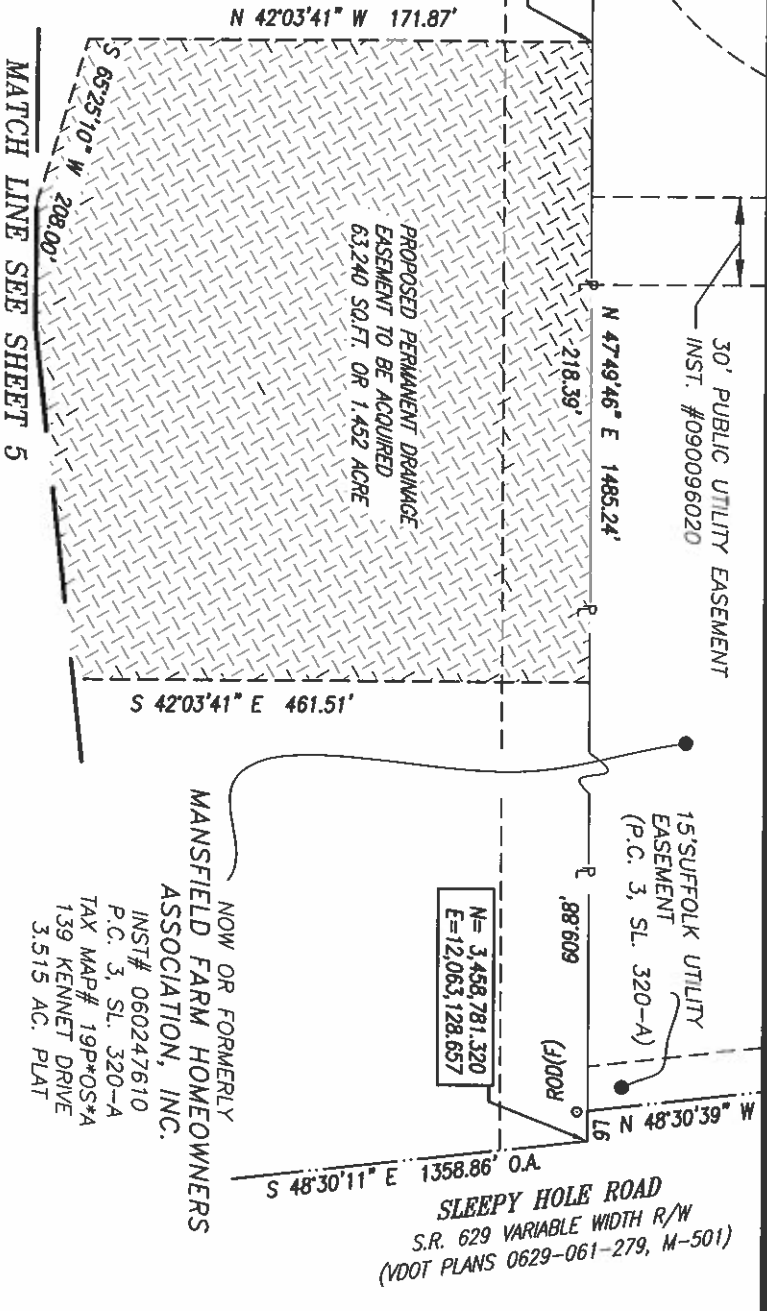 N 42°03'41" W 171.87'
S 65°25'10" W 208.00'
MATCH LINE SEE SHEET 5
PROPOSED PERMANENT DRAINAGE
EASEMENT TO BE ACQUIRED
63,240 SQ.FT. OR 1.452 ACRE
N 47°49'46" E 1485.24'
218.39'
30' PUBLIC UTILITY EASEMENT
INST. #090096020
S 42°03'41" E 461.51'
15'SUFFOLK UTILITY
EASEMENT
(P.C. 3, SL. 320-A)
609.88'
ROD(F)
N= 3,458,781.320
E=12,063,128.657
NOW OR FORMERLY
MANSFIELD FARM HOMEOWNERS
ASSOCIATION, INC.
INST# 060247610
P.C. 3, SL. 320-A
TAX MAP# 19P*OS*A
139 KENNET DRIVE
3.515 AC. PLAT
L6
N 48°30'39" W
S 48°30'11" E 1358.86' O.A.
SLEEPY HOLE ROAD
S.R. 629 VARIABLE WIDTH R/W
(VDOT PLANS 0629-061-279, M-501)